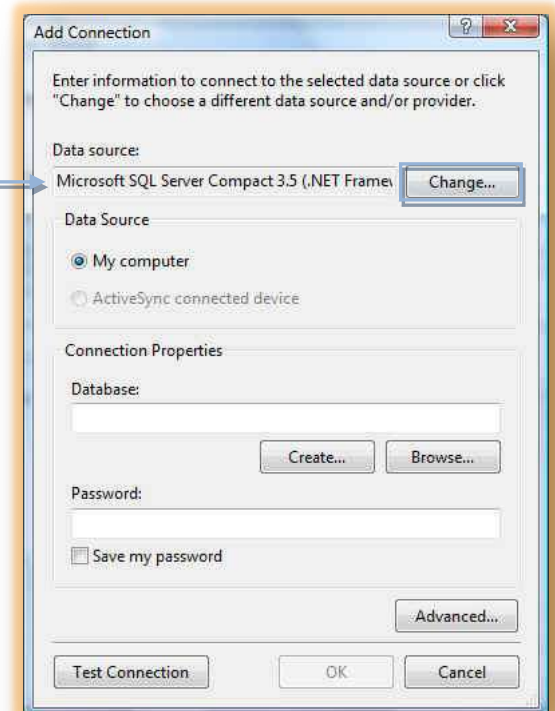 Add Connection
Enter information to connect to the selected data source or click
"Change" to choose a different data source and/or provider.
Data source:
Microsoft SQL Server Compact 3.5 (.NET Framew
Change...
Data Source
My computer
ActiveSync connected device
Connection Properties
Database:
Create...
Browse...
Password:
Save my password
Advanced...
Test Connection
OK
Cancel